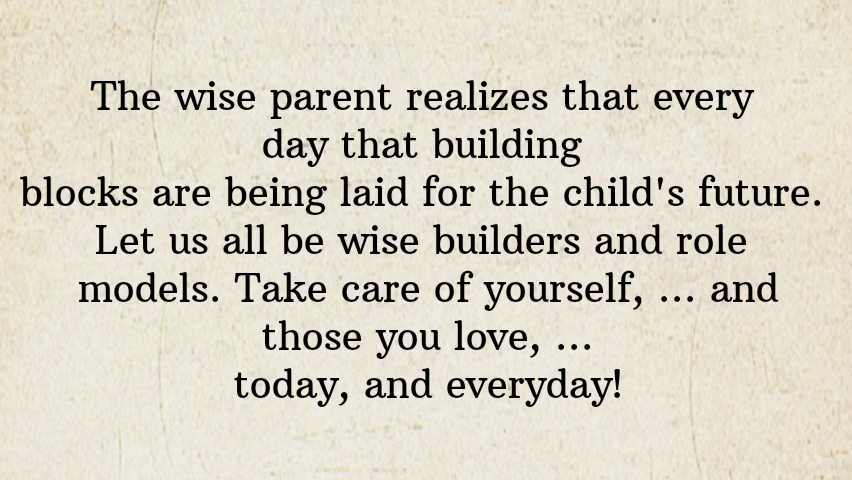 The wise parent realizes that every
day that building
blocks are being laid for the child's future.
Let us all be wise builders and role
models. Take care of yourself, ... and
those you love, ...
today, and everyday!